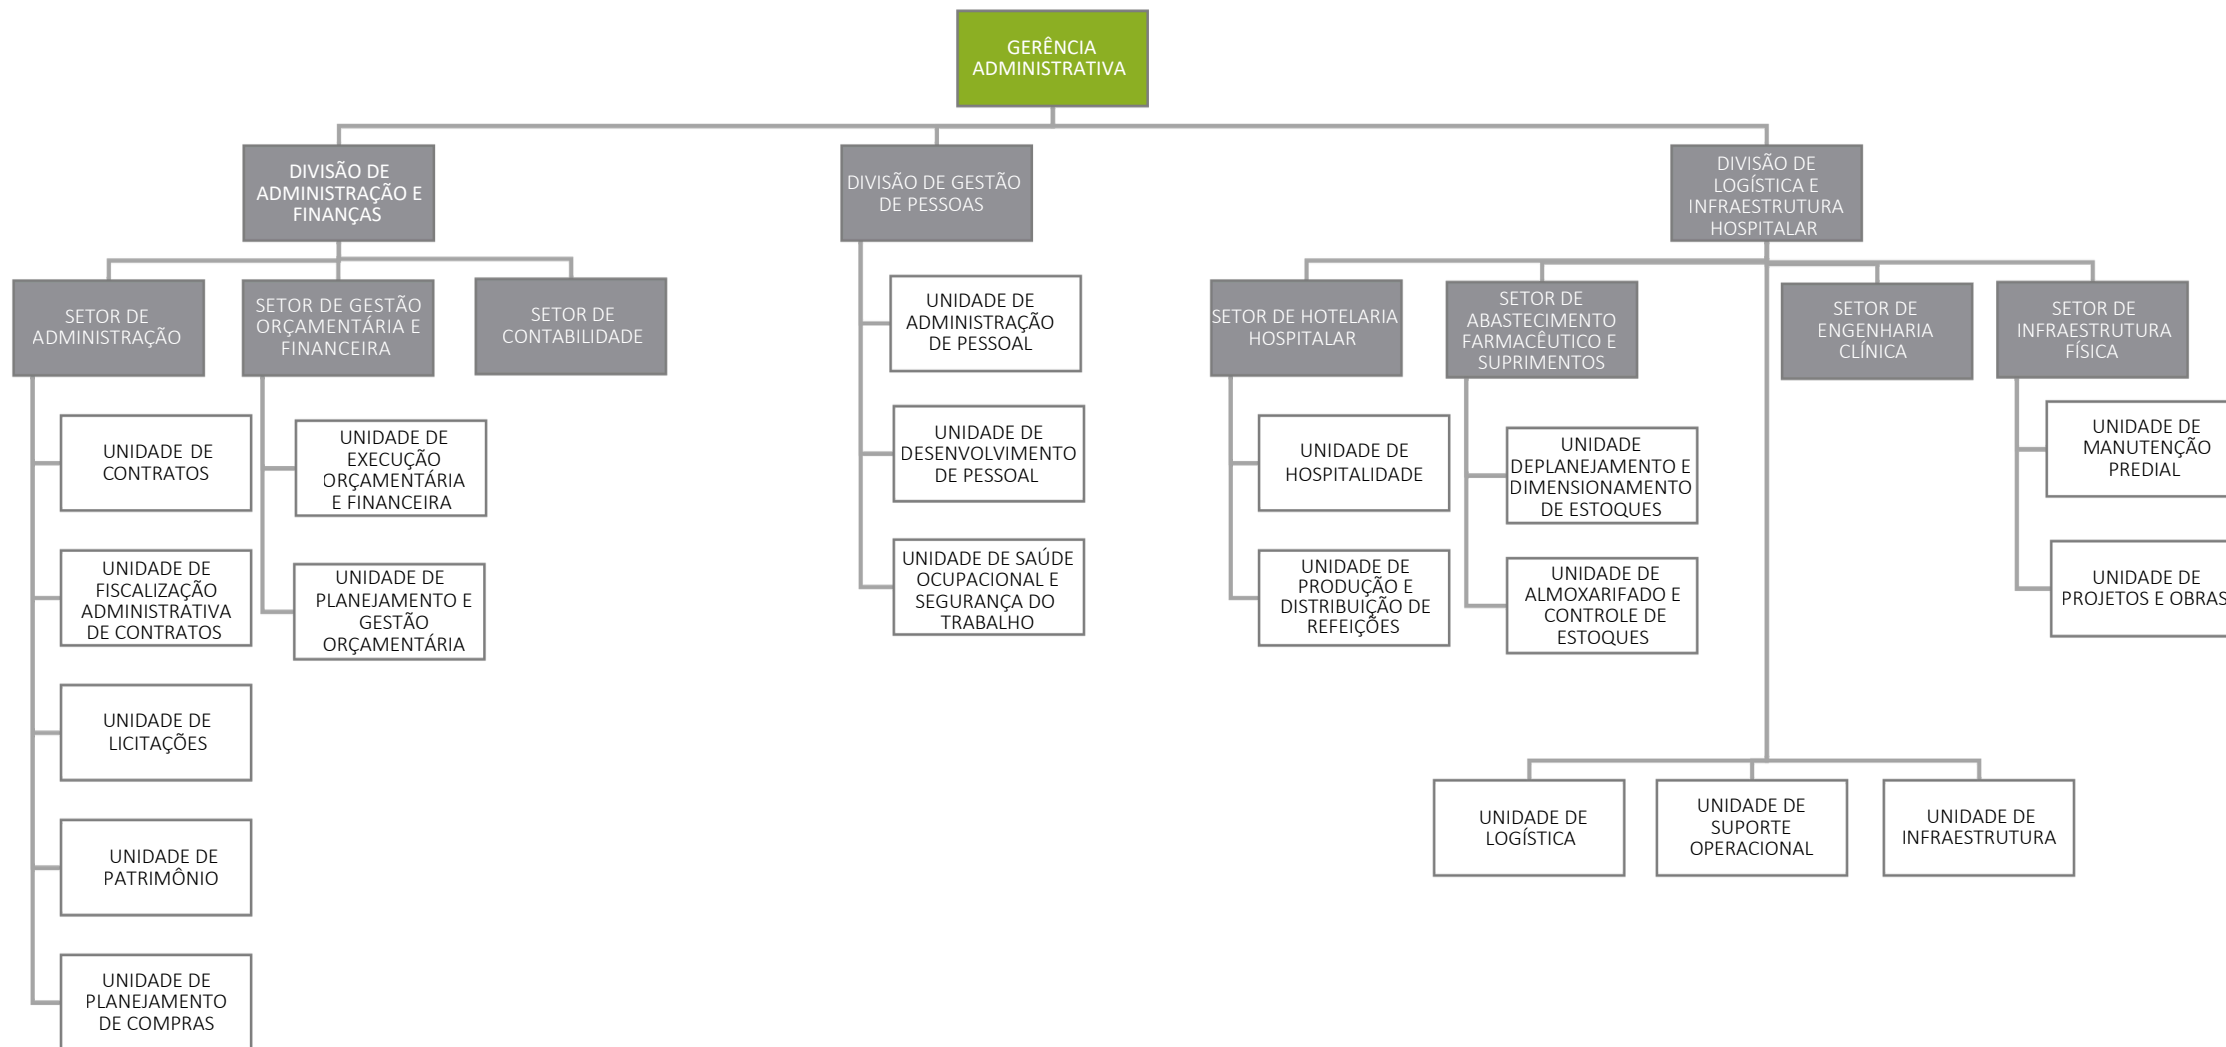 GERÊNCIA
ADMINISTRATIVA
DIVISÃO DE
ADMINISTRAÇÃO E
FINANÇAS
DIVISÃO DE GESTÃO
DE PESSOAS
DIVISÃO DE
LOGÍSTICA E
INFRAESTRUTURA
HOSPITALAR
SETOR DE
ADMINISTRAÇÃO
SETOR DE GESTÃO
ORÇAMENTÁRIA E
FINANCEIRA
SETOR DE
CONTABILIDADE
UNIDADE DE
ADMINISTRAÇÃO
DE PESSOAL
SETOR DE HOTELARIA
HOSPITALAR
SETOR DE
ABASTECIMENTO
FARMACÊUTICO E
SUPRIMENTOS
SETOR DE
ENGENHARIA
CLÍNICA
SETOR DE
INFRAESTRUTURA
FÍSICA
UNIDADE DE
CONTRATOS
UNIDADE DE
EXECUÇÃO
ORÇAMENTÁRIA
E FINANCEIRA
UNIDADE DE
DESENVOLVIMENTO
DE PESSOAL
UNIDADE DE
HOSPITALIDADE
UNIDADE
DEPLANEJAMENTO E
DIMENSIONAMENTO
DE ESTOQUES
UNIDADE DE
MANUTENÇÃO
PREDIAL
UNIDADE DE
FISCALIZAÇÃO
ADMINISTRATIVA
DE CONTRATOS
UNIDADE DE
PLANEJAMENTO E
GESTÃO
ORÇAMENTÁRIA
UNIDADE DE SAÚDE
OCUPACIONAL E
SEGURANÇA DO
TRABALHO
UNIDADE DE
PRODUÇÃO E
DISTRIBUIÇÃO DE
REFEIÇÕES
UNIDADE DE
ALMOXARIFADO E
CONTROLE DE
ESTOQUES
UNIDADE DE
PROJETOS E OBRAS
UNIDADE DE
LICITAÇÕES
UNIDADE DE
LOGÍSTICA
UNIDADE DE
SUPORTE
OPERACIONAL
UNIDADE DE
INFRAESTRUTURA
UNIDADE DE
PATRIMÔNIO
UNIDADE DE
PLANEJAMENTO
DE COMPRAS